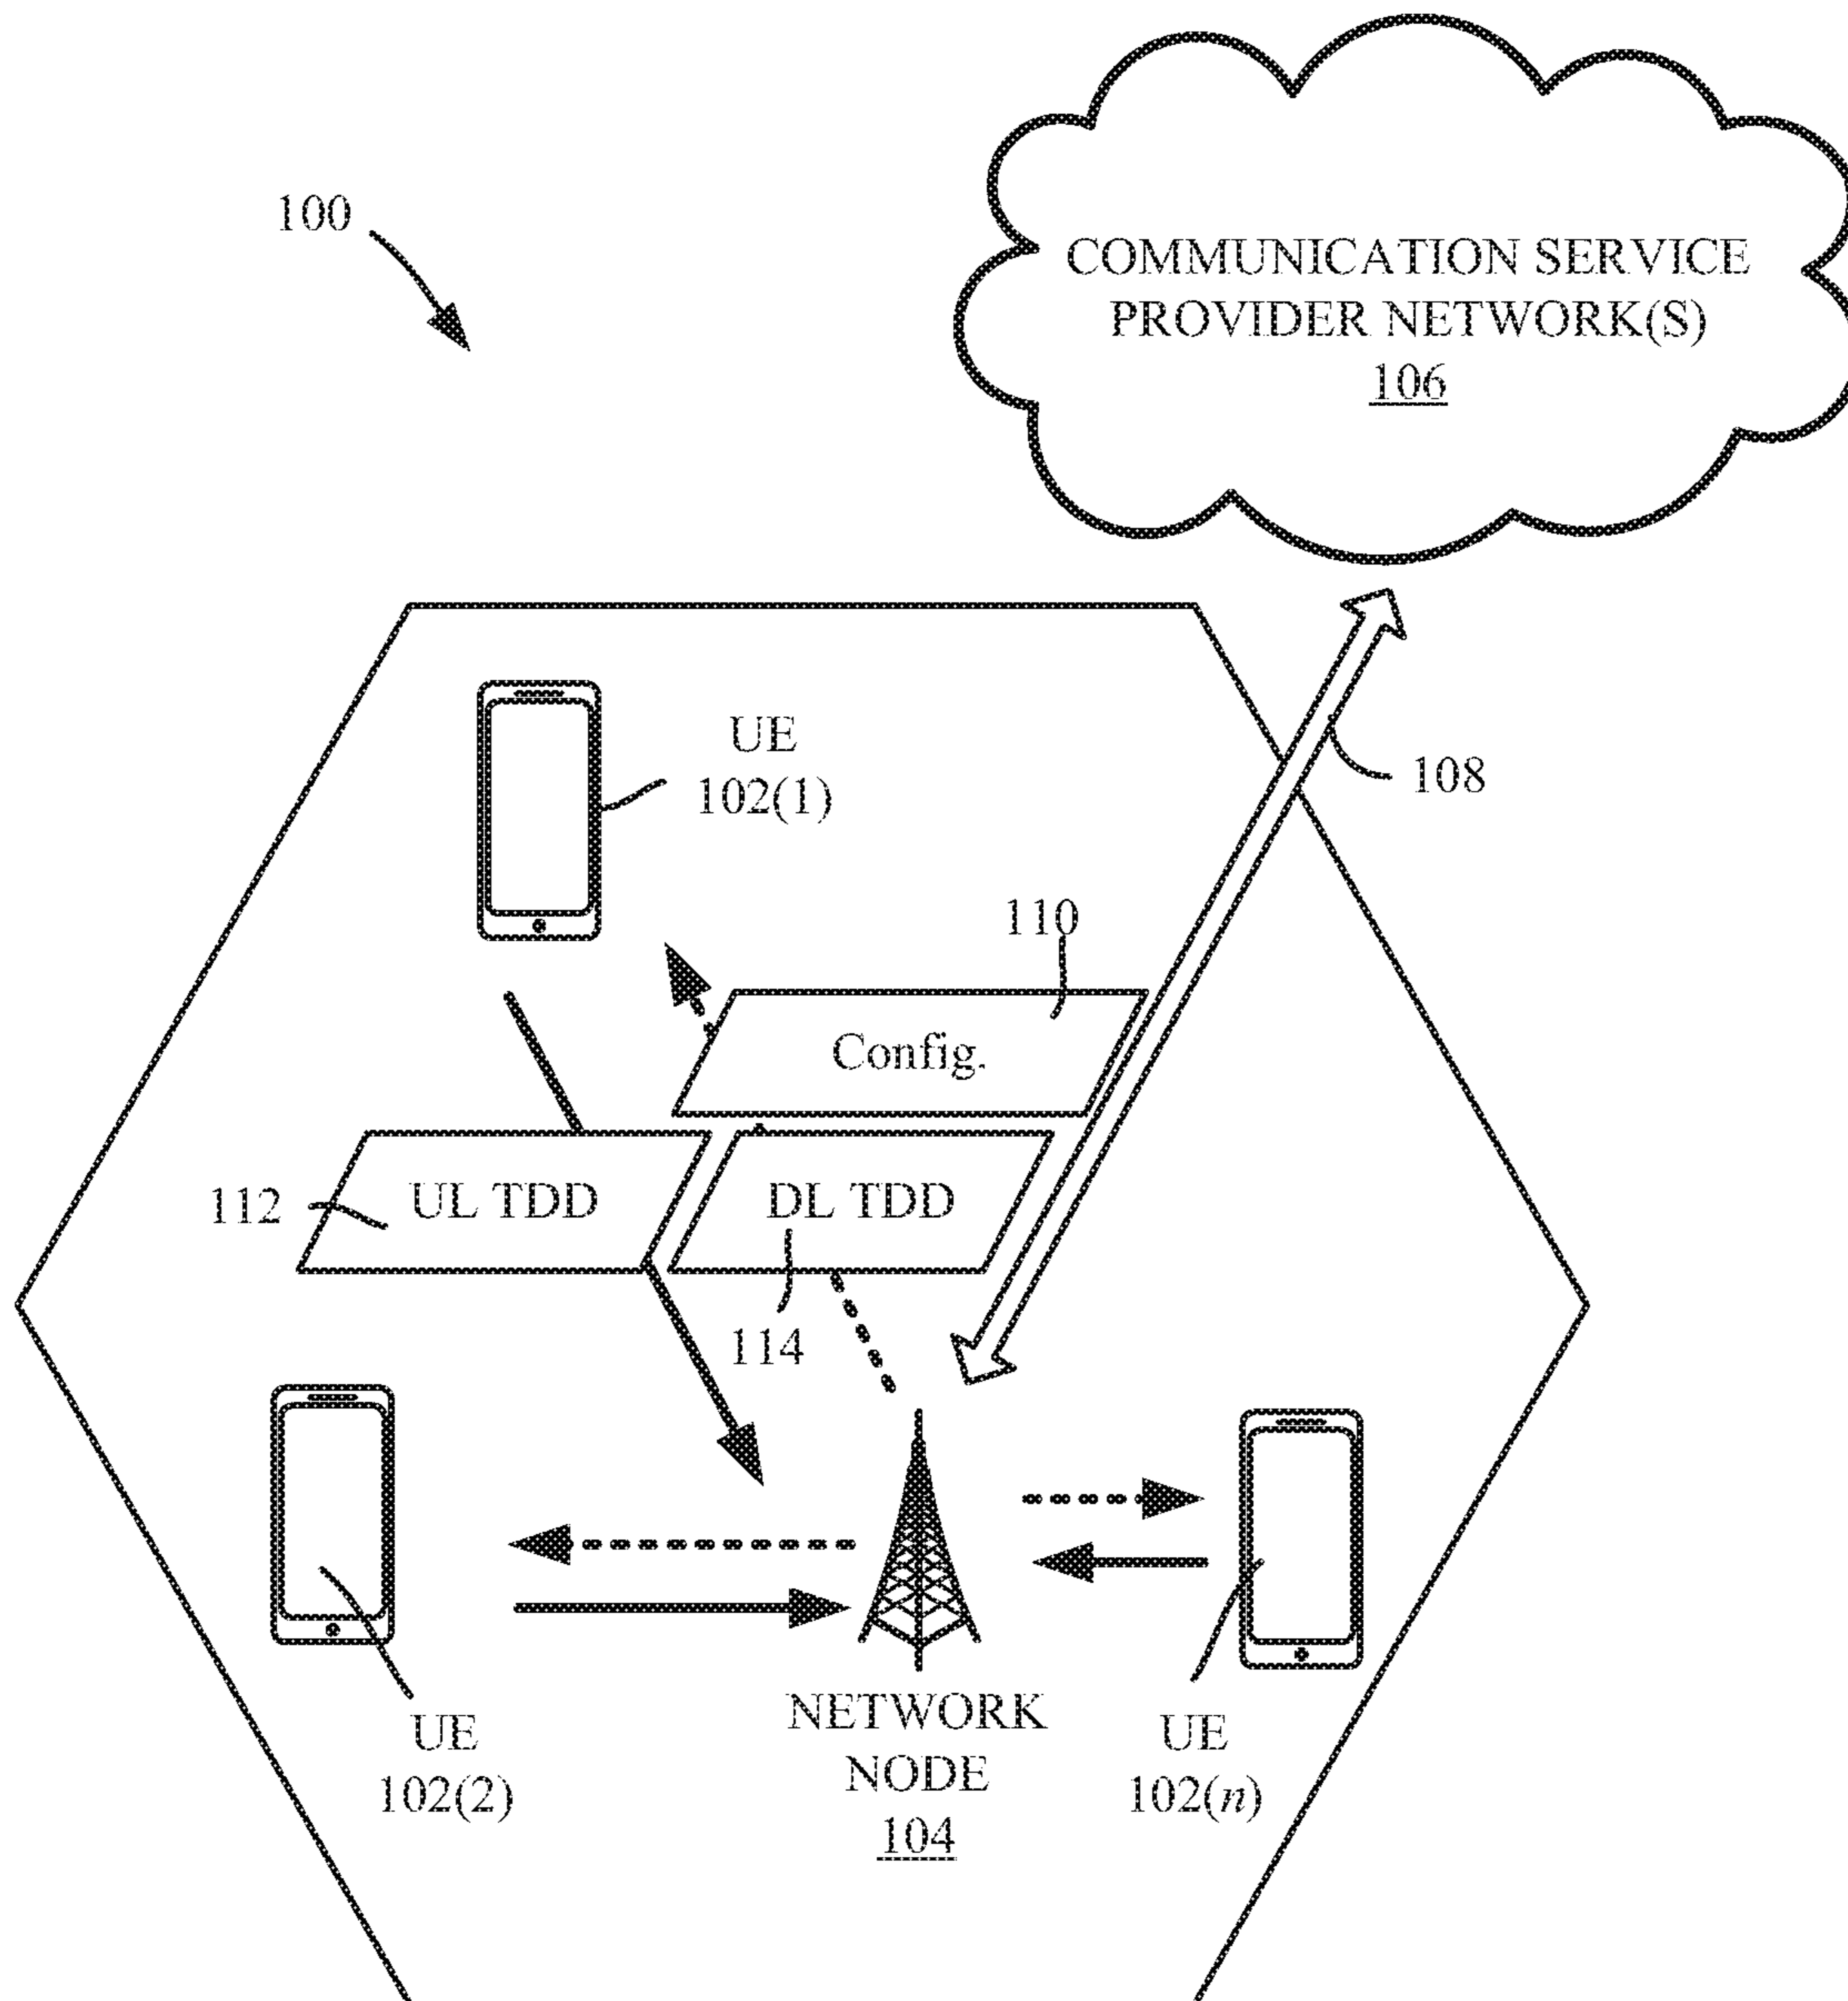 100
COMMUNICATION SERVICE
PROVIDER NETWORK(S)
106
UE
102(1)
108
110
Config.
112
UL TDD
DL TDD
114
UE
102(2)
NETWORK
NODE
104
UE
102(n)